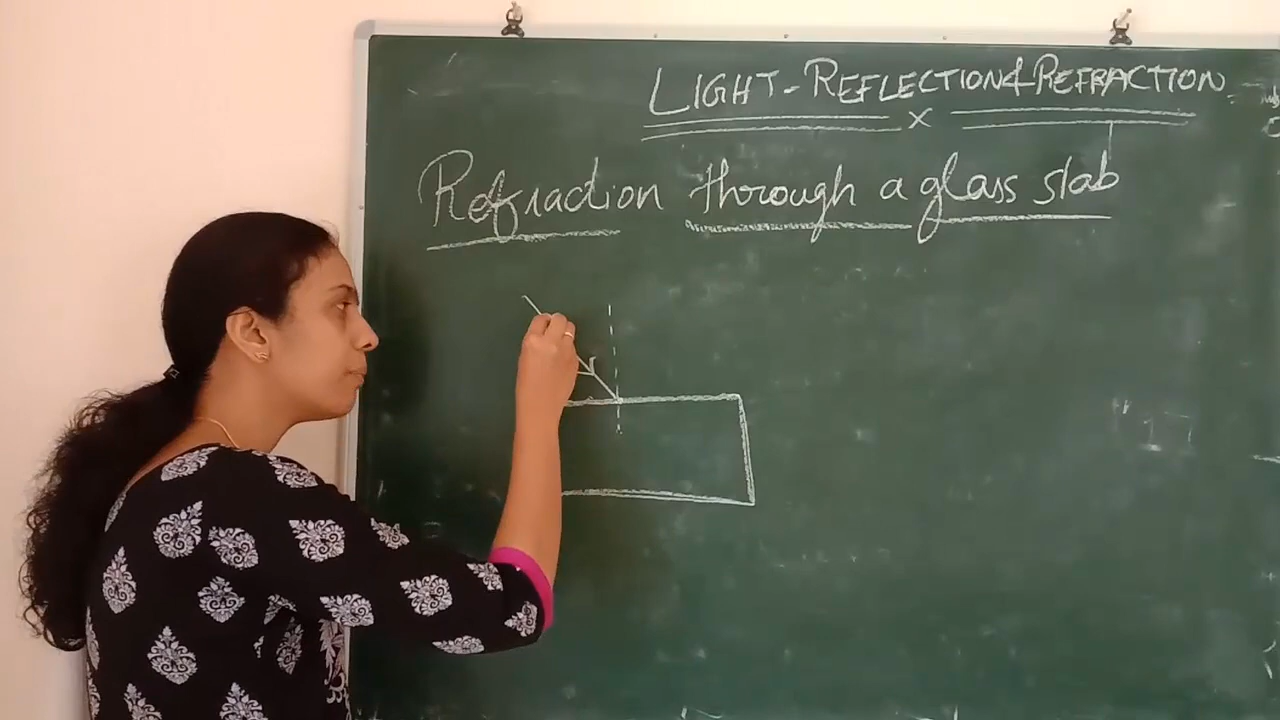 LIGHT - REFLECTION & REFRACTION
Refraction through a glass slab